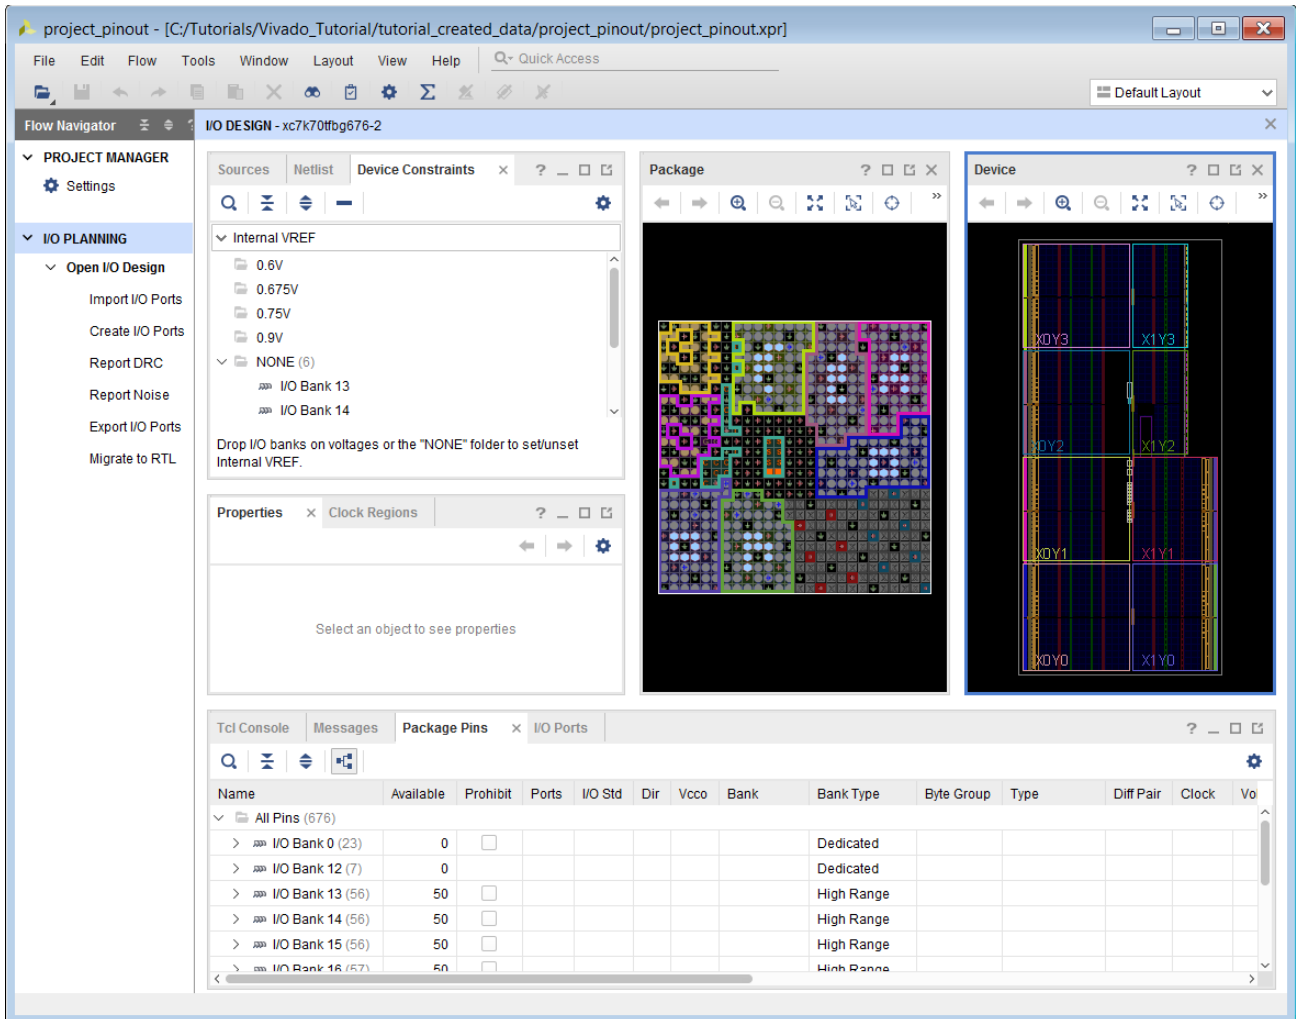 project_pinout - [C:/Tutorials/Vivado_Tutorial/tutorial_created_data/project_pinout/project_pinout.xpr]
File Edit Flow Tools Window Layout View Help Quick Access
Default Layout
Flow Navigator
I/O DESIGN - xc7k70tfbg676-2
PROJECT MANAGER
Settings
I/O PLANNING
Open I/O Design
Import I/O Ports
Create I/O Ports
Report DRC
Report Noise
Export I/O Ports
Migrate to RTL
Sources Netlist Device Constraints
Internal VREF
0.6V
0.675V
0.75V
0.9V
NONE (6)
I/O Bank 13
I/O Bank 14
Drop I/O banks on voltages or the "NONE" folder to set/unset
Internal VREF.
Properties Clock Regions
Select an object to see properties
Package
Device
X0Y3 X1Y3
X0Y2 X1Y2
X0Y1 X1Y1
X0Y0 X1Y0
Tcl Console Messages Package Pins I/O Ports
Name Available Prohibit Ports I/O Std Dir Vcco Bank Bank Type Byte Group Type Diff Pair Clock
All Pins (676)
I/O Bank 0 (23) 0 Dedicated
I/O Bank 12 (7) 0 Dedicated
I/O Bank 13 (56) 50 High Range
I/O Bank 14 (56) 50 High Range
I/O Bank 15 (56) 50 High Range
I/O Bank 16 (57) 50 High Range